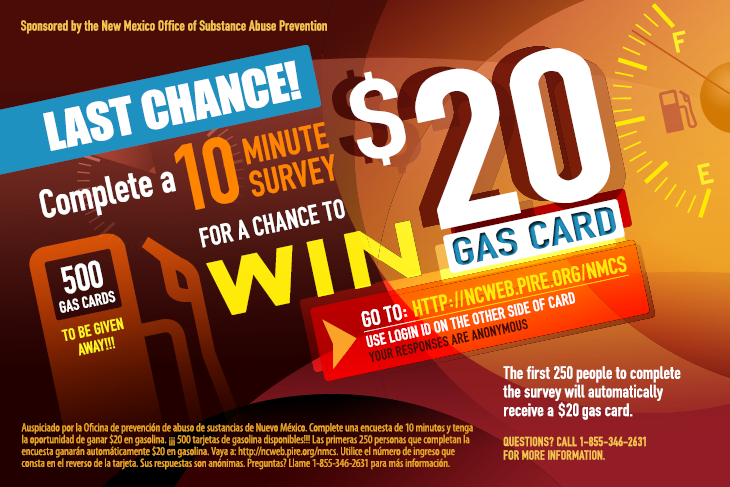 Sponsored by the New Mexico Office of Substance Abuse Prevention
LAST CHANCE!
Complete a 10 MINUTE SURVEY
FOR A CHANCE TO
WIN
$20
GAS CARD
F
E
500
GAS CARDS
TO BE GIVEN
AWAY!!!
GO TO: HTTP://NCWEB.PIRE.ORG/NMCS
USE LOGIN ID ON THE OTHER SIDE OF CARD
YOUR RESPONSES ARE ANONYMOUS
The first 250 people to complete
the survey will automatically
receive a $20 gas card.
QUESTIONS? CALL 1-855-346-2631
FOR MORE INFORMATION.
Auspiciado por la Oficina de prevención de abuso de sustancias de Nuevo México. Complete una encuesta de 10 minutos y tenga
la oportunidad de ganar $20 en gasolina. ¡¡¡ 500 tarjetas de gasolina disponibles!!! Las primeras 250 personas que completan la
encuesta ganarán automáticamente $20 en gasolina. Vaya a: http://ncweb.pire.org/nmcs. Utilice el número de ingreso que
consta en el reverso de la tarjeta. Sus respuestas son anónimas. Preguntas? Llame 1-855-346-2631 para más información.